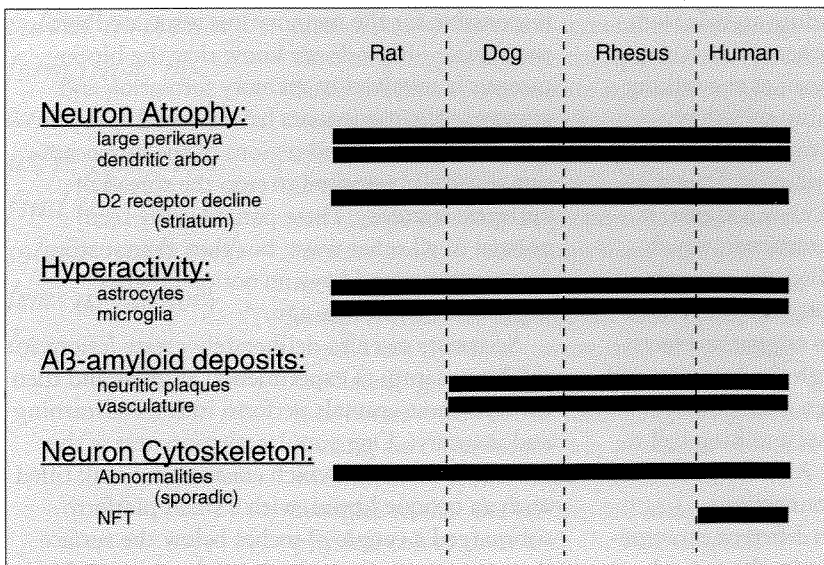 Rat Dog Rhesus Human
Neuron Atrophy:
large perikarya
dendritic arbor
D2 receptor decline
(striatum)
Hyperactivity:
astrocytes
microglia
Aß-amyloid deposits:
neuritic plaques
vasculature
Neuron Cytoskeleton:
Abnormalities
(sporadic)
NFT